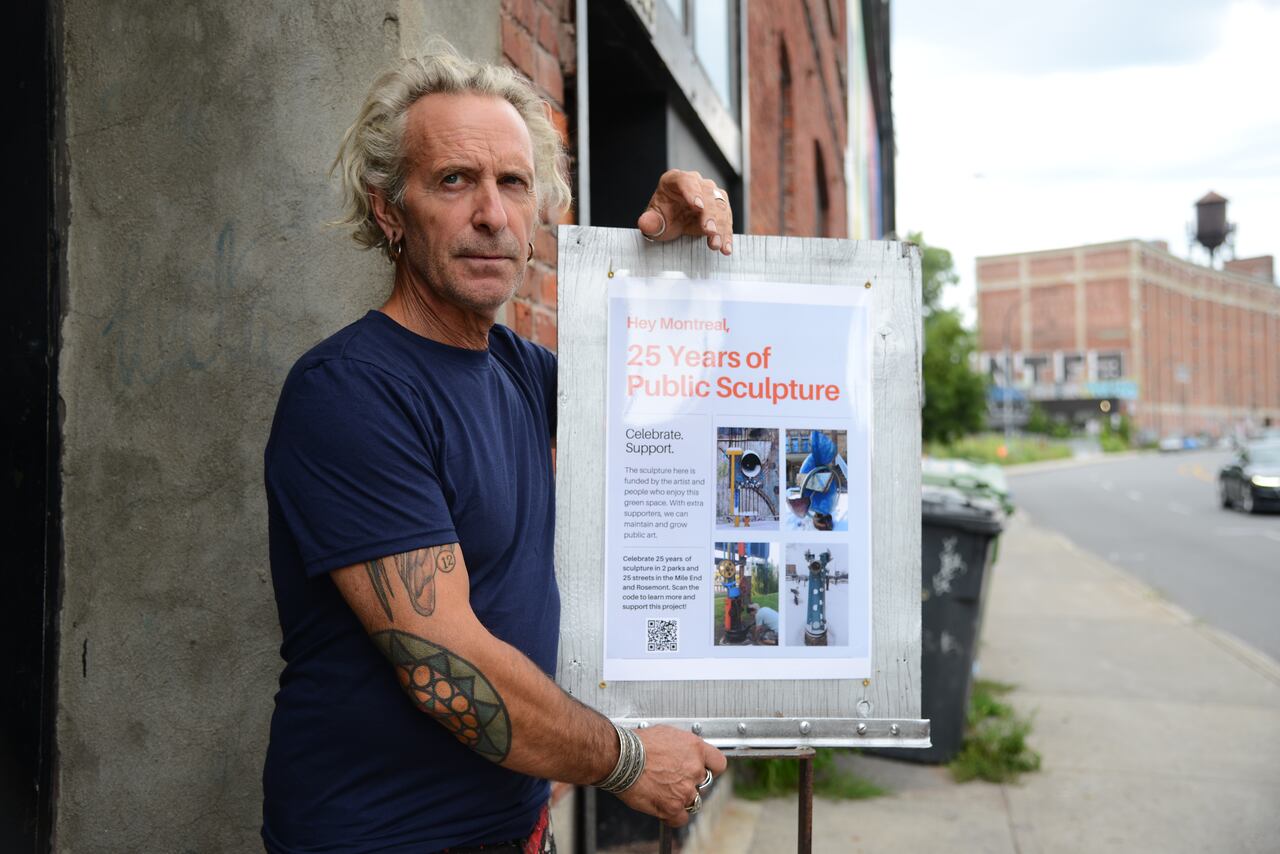 Hey Montreal,
25 Years of
Public Sculpture
Celebrate.
Support.
The sculpture here is
funded by the artist and
people who enjoy this
green space. With extra
supporters, we can
maintain and grow
public art.
Celebrate 25 years of
sculpture in 2 parks and
25 streets in the Mile End
and Rosemont. Scan the
code to learn more and
support this project!
12